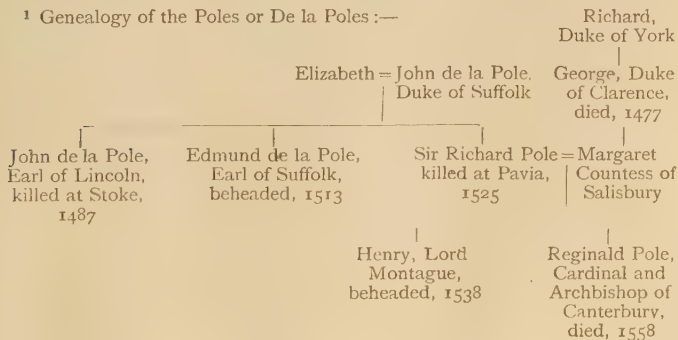 ¹ Genealogy of the Poles or De la Poles :—
Richard,
Duke of York
Elizabeth = John de la Pole.
Duke of Suffolk
George, Duke
of Clarence,
died, 1477
John de la Pole,
Earl of Lincoln,
killed at Stoke,
1487
Edmund de la Pole,
Earl of Suffolk,
beheaded, 1513
Sir Richard Pole = Margaret
killed at Pavia,
1525
Countess of
Salisbury
Henry, Lord
Montague,
beheaded, 1538
Reginald Pole,
Cardinal and
Archbishop of
Canterbury,
died, 1558